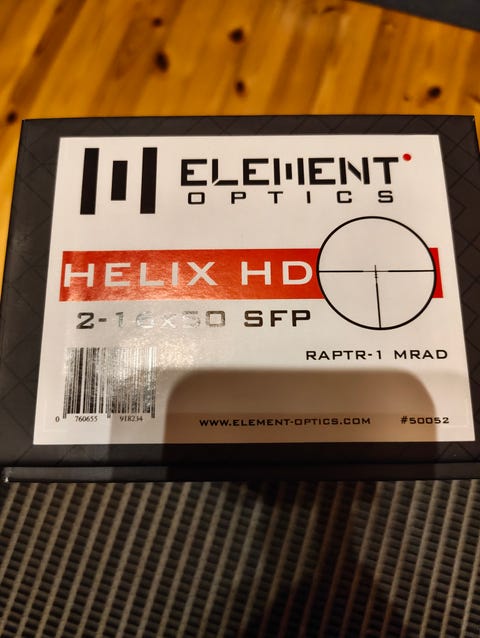 ELEMENT
OPTICS
HELIX HD
2-16x50 SFP
RAPTR-1 MRAD
0 760655 918234
WWW.ELEMENT-OPTICS.COM #50052